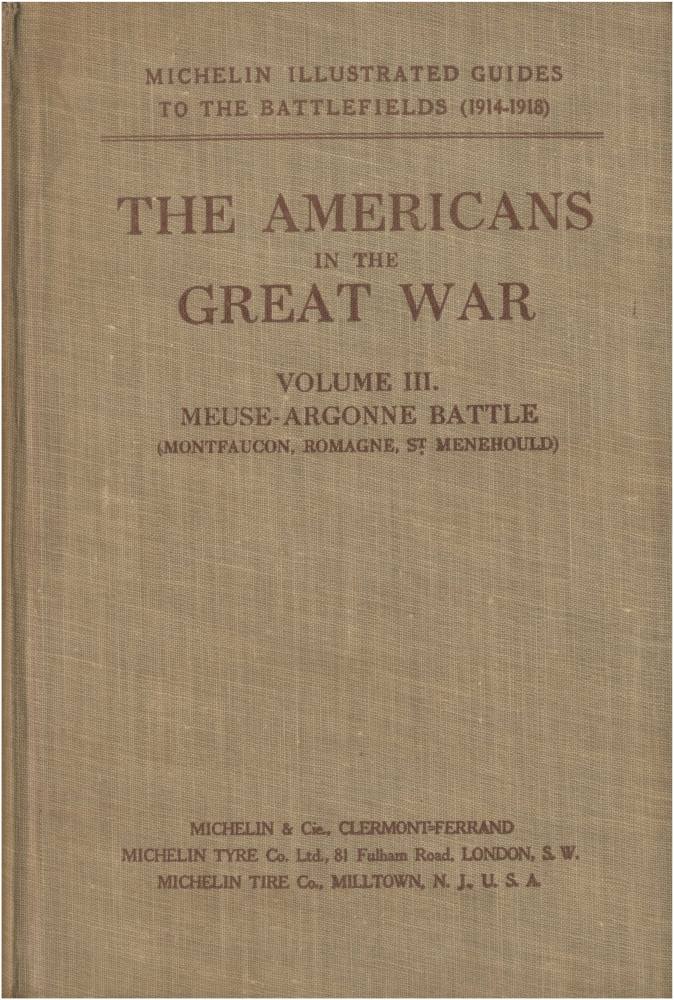 MICHELIN ILLUSTRATED GUIDES
TO THE BATTLEFIELDS (1914-1918)
THE AMERICANS
IN THE
GREAT WAR
VOLUME III.
MEUSE-ARGONNE BATTLE
(MONTFAUCON, ROMAGNE, ST MENEHOULD)
MICHELIN & Cie., CLERMONT-FERRAND
MICHELIN TYRE Co. Ltd., 81 Fulham Road, LONDON, S. W.
MICHELIN TIRE Co., MILLTOWN, N. J., U. S. A.